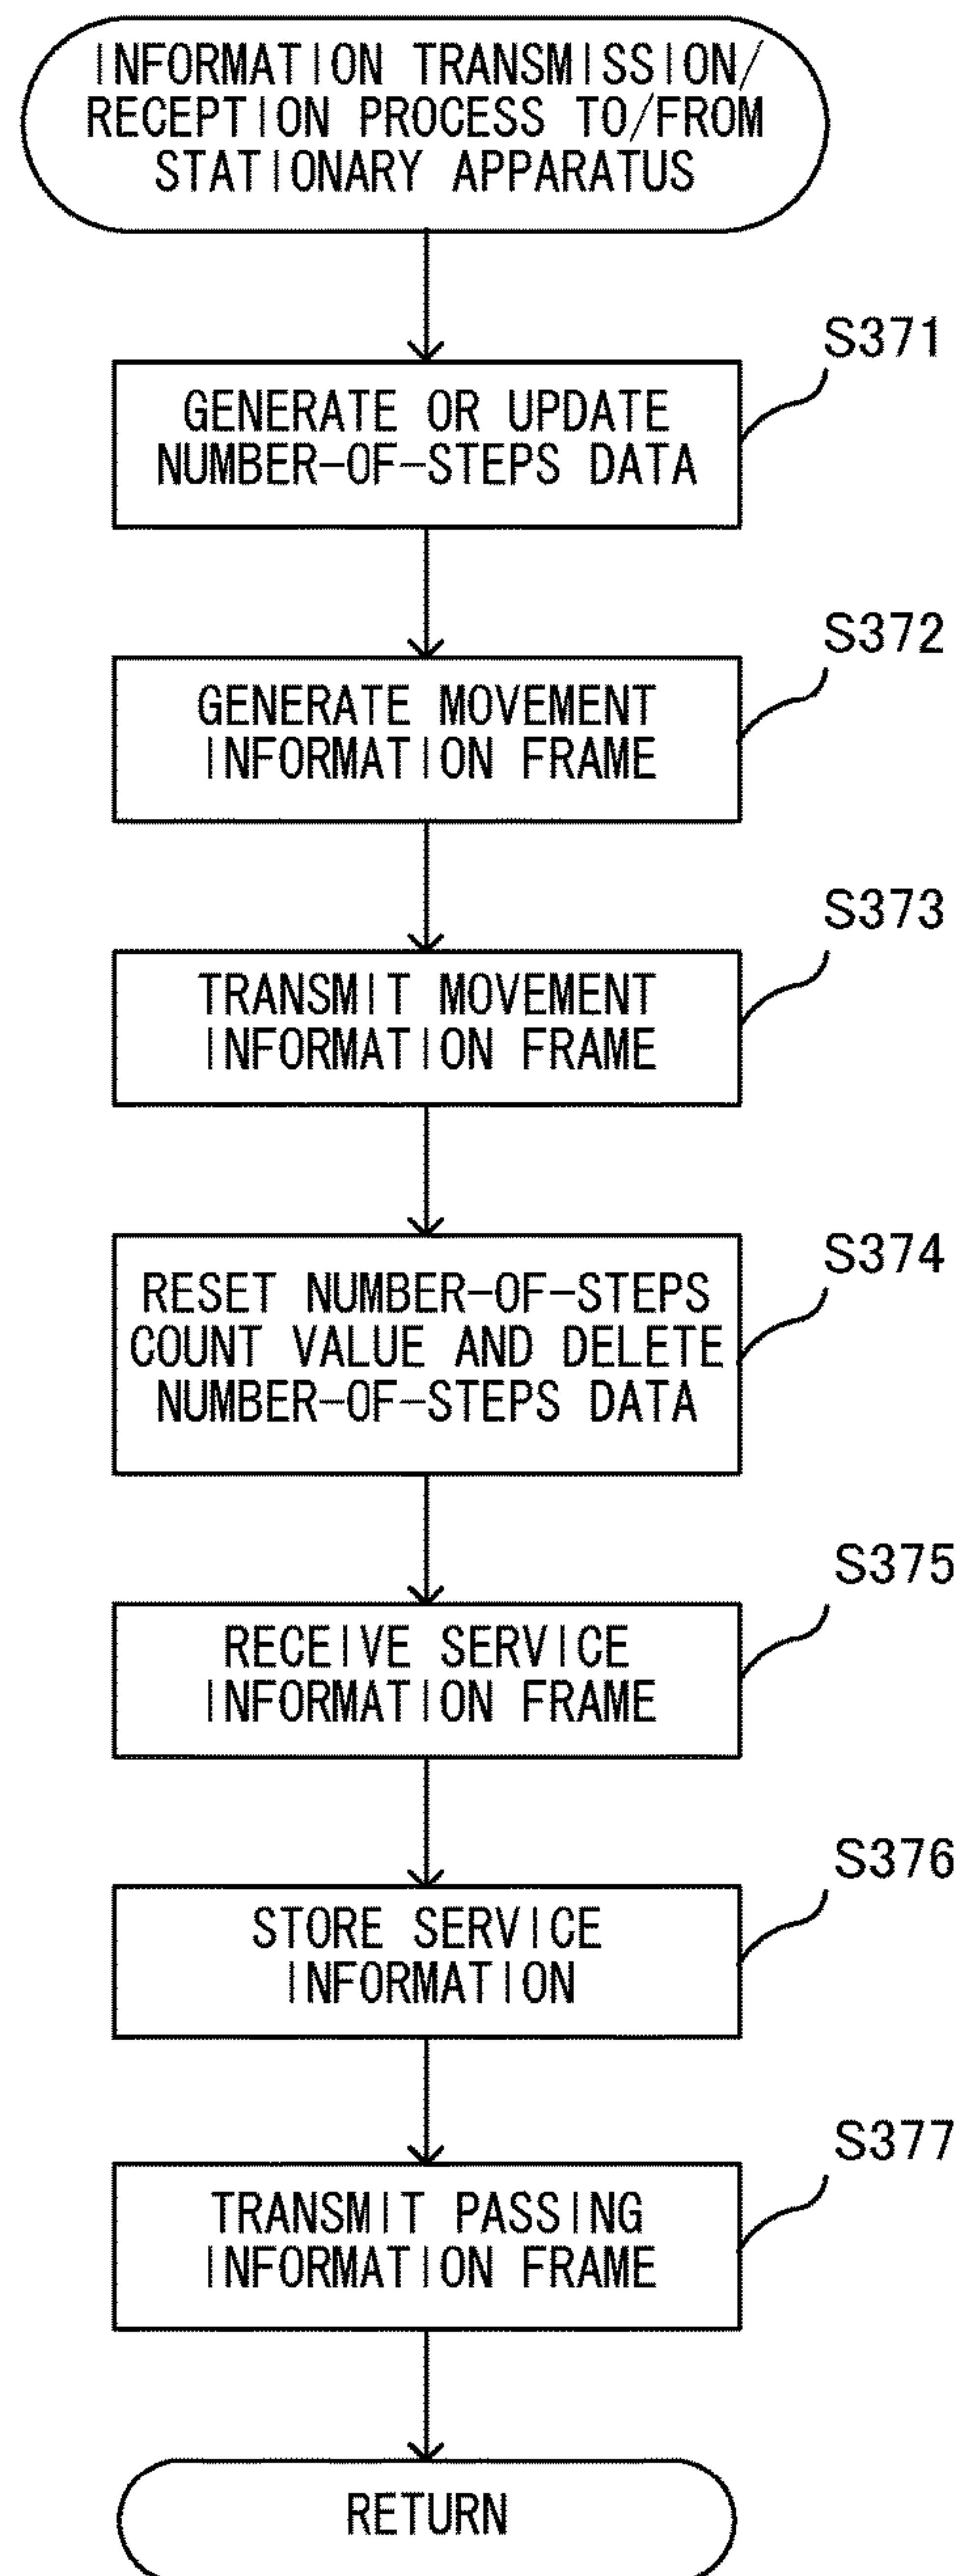 INFORMATION TRANSMISSION/
RECEPTION PROCESS TO/FROM
STATIONARY APPARATUS
S371
GENERATE OR UPDATE
NUMBER-OF-STEPS DATA
S372
GENERATE MOVEMENT
INFORMATION FRAME
S373
TRANSMIT MOVEMENT
INFORMATION FRAME
S374
RESET NUMBER-OF-STEPS
COUNT VALUE AND DELETE
NUMBER-OF-STEPS DATA
S375
RECEIVE SERVICE
INFORMATION FRAME
S376
STORE SERVICE
INFORMATION
S377
TRANSMIT PASSING
INFORMATION FRAME
RETURN